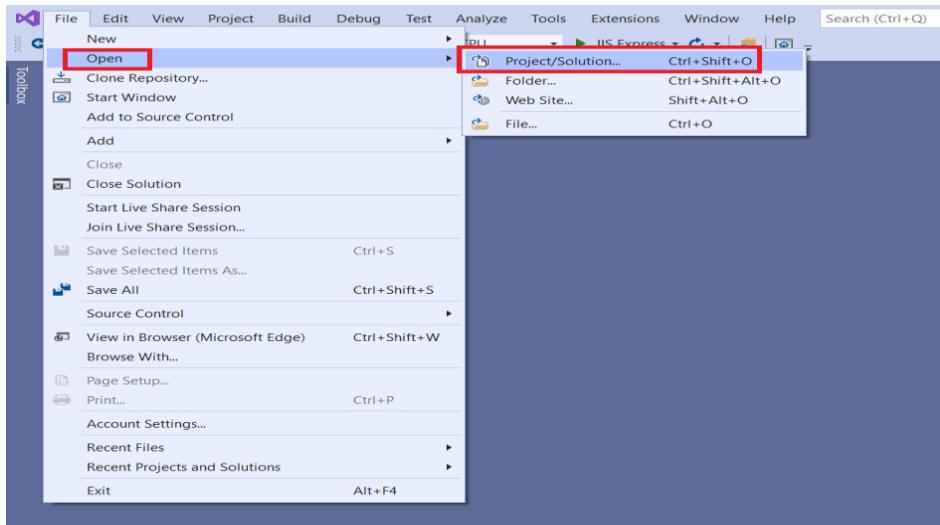 File Edit View Project Build Debug Test Analyze Tools Extensions Window Help Search (Ctrl+Q)
IIS Express
Toolbox
New
Open
Clone Repository...
Start Window
Add to Source Control
Add
Close
Close Solution
Start Live Share Session
Join Live Share Session...
Save Selected Items Ctrl+S
Save Selected Items As...
Save All Ctrl+Shift+S
Source Control
View in Browser (Microsoft Edge) Ctrl+Shift+W
Browse With...
Page Setup...
Print... Ctrl+P
Account Settings...
Recent Files
Recent Projects and Solutions
Exit Alt+F4
Project/Solution... Ctrl+Shift+O
Folder... Ctrl+Shift+Alt+O
Web Site... Shift+Alt+O
File... Ctrl+O